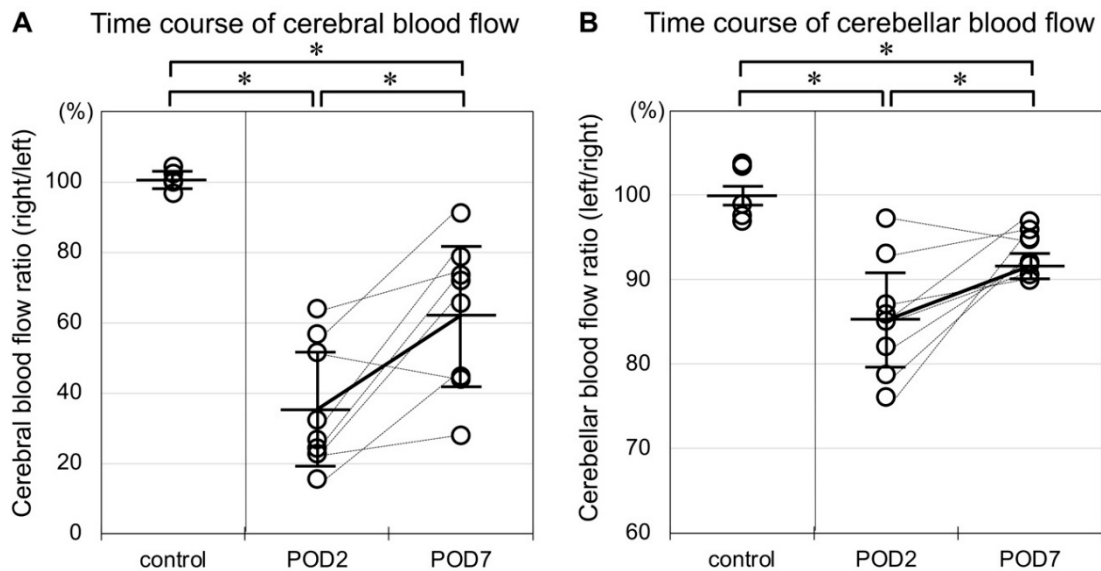 A Time course of cerebral blood flow
* 
* *
(%)
Cerebral blood flow ratio (right/left)
100
80
60
40
20
0
control POD2 POD7
B Time course of cerebellar blood flow
*
* *
(%)
Cerebellar blood flow ratio (left/right)
100
90
80
70
60
control POD2 POD7